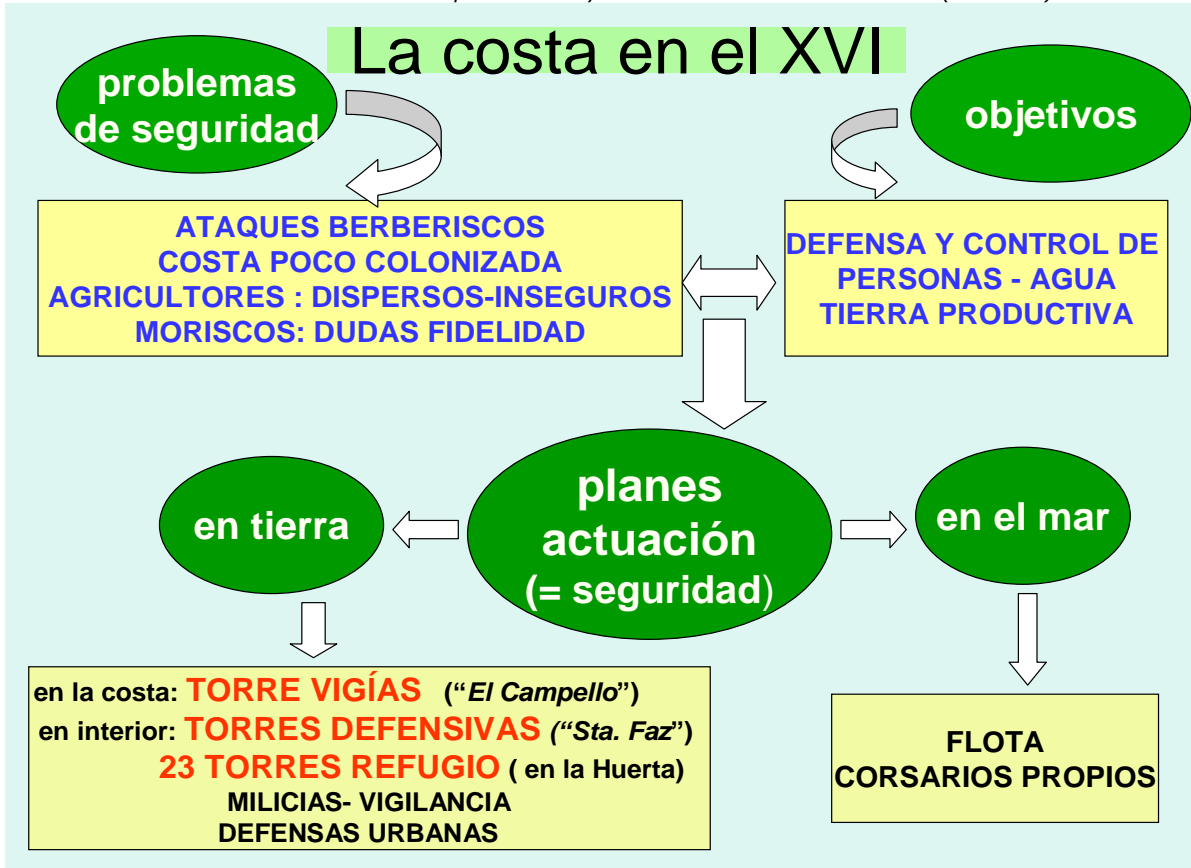 La costa en el XVI
problemas
de seguridad
objetivos
ATAQUES BERBERISCOS
COSTA POCO COLONIZADA
AGRICULTORES : DISPERSOS-INSEGUROS
MORISCOS: DUDAS FIDELIDAD
DEFENSA Y CONTROL DE
PERSONAS - AGUA
TIERRA PRODUCTIVA
planes
actuación
(= seguridad)
en tierra
en el mar
en la costa: TORRE VIGÍAS (“El Campello”)
en interior: TORRES DEFENSIVAS (“Sta. Faz”)
23 TORRES REFUGIO ( en la Huerta)
MILICIAS- VIGILANCIA
DEFENSAS URBANAS
FLOTA
CORSARIOS PROPIOS